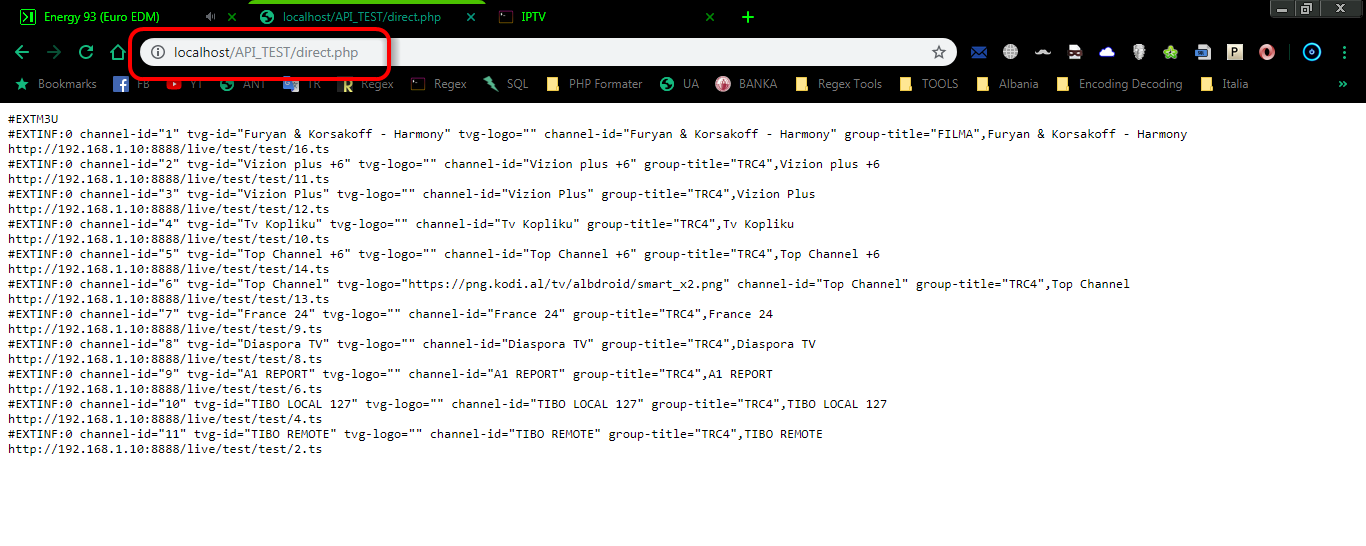 Energy 93 (Euro EDM)
localhost/API_TEST/direct.php
IPTV
localhost/API_TEST/direct.php
P
Bookmarks
FB
YT
ANT
TR
Regex
Regex
SQL
PHP Formater
UA
BANKA
Regex Tools
TOOLS
Albania
Encoding Decoding
Italia
#EXTM3U
#EXTINF:0 channel-id="1" tvg-id="Furyan & Korsakoff - Harmony" tvg-logo="" channel-id="Furyan & Korsakoff - Harmony" group-title="FILMA",Furyan & Korsakoff - Harmony
http://192.168.1.10:8888/live/test/test/16.ts
#EXTINF:0 channel-id="2" tvg-id="Vizion plus +6" tvg-logo="" channel-id="Vizion plus +6" group-title="TRC4",Vizion plus +6
http://192.168.1.10:8888/live/test/test/11.ts
#EXTINF:0 channel-id="3" tvg-id="Vizion Plus" tvg-logo="" channel-id="Vizion Plus" group-title="TRC4",Vizion Plus
http://192.168.1.10:8888/live/test/test/12.ts
#EXTINF:0 channel-id="4" tvg-id="Tv Kopliku" tvg-logo="" channel-id="Tv Kopliku" group-title="TRC4",Tv Kopliku
http://192.168.1.10:8888/live/test/test/10.ts
#EXTINF:0 channel-id="5" tvg-id="Top Channel +6" tvg-logo="" channel-id="Top Channel +6" group-title="TRC4",Top Channel +6
http://192.168.1.10:8888/live/test/test/14.ts
#EXTINF:0 channel-id="6" tvg-id="Top Channel" tvg-logo="https://png.kodi.al/tv/albdroid/smart_x2.png" channel-id="Top Channel" group-title="TRC4",Top Channel
http://192.168.1.10:8888/live/test/test/13.ts
#EXTINF:0 channel-id="7" tvg-id="France 24" tvg-logo="" channel-id="France 24" group-title="TRC4",France 24
http://192.168.1.10:8888/live/test/test/9.ts
#EXTINF:0 channel-id="8" tvg-id="Diaspora TV" tvg-logo="" channel-id="Diaspora TV" group-title="TRC4",Diaspora TV
http://192.168.1.10:8888/live/test/test/8.ts
#EXTINF:0 channel-id="9" tvg-id="A1 REPORT" tvg-logo="" channel-id="A1 REPORT" group-title="TRC4",A1 REPORT
http://192.168.1.10:8888/live/test/test/6.ts
#EXTINF:0 channel-id="10" tvg-id="TIBO LOCAL 127" tvg-logo="" channel-id="TIBO LOCAL 127" group-title="TRC4",TIBO LOCAL 127
http://192.168.1.10:8888/live/test/test/4.ts
#EXTINF:0 channel-id="11" tvg-id="TIBO REMOTE" tvg-logo="" channel-id="TIBO REMOTE" group-title="TRC4",TIBO REMOTE
http://192.168.1.10:8888/live/test/test/2.ts